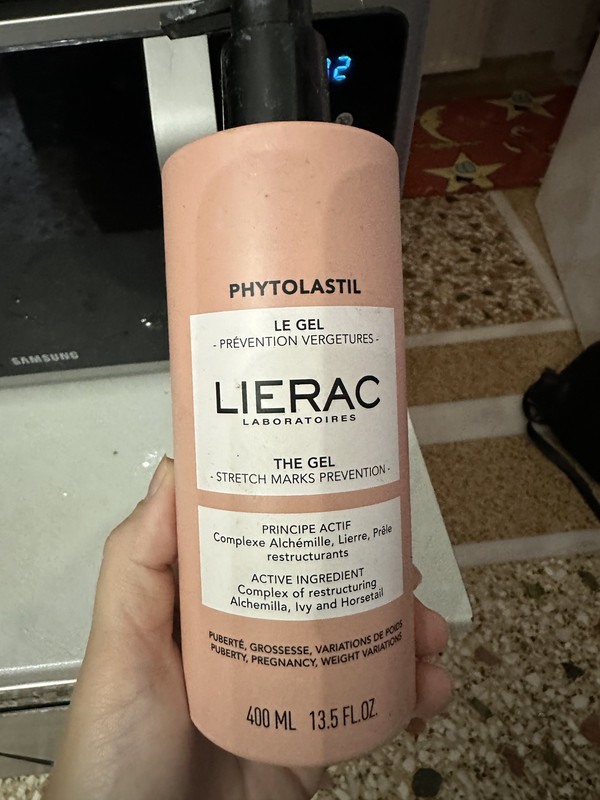 SAMSUNG
PHYTOLASTIL
LE GEL
- PRÉVENTION VERGETURES -
LIERAC
LABORATOIRES
THE GEL
- STRETCH MARKS PREVENTION -
PRINCIPE ACTIF
Complexe Alchémille, Lierre, Prêle
restructurants
ACTIVE INGREDIENT
Complex of restructuring
Alchemilla, Ivy and Horsetail
PUBERTÉ, GROSSESSE, VARIATIONS DE POIDS
PUBERTY, PREGNANCY, WEIGHT VARIATIONS
400 ML 13.5 FL.OZ.